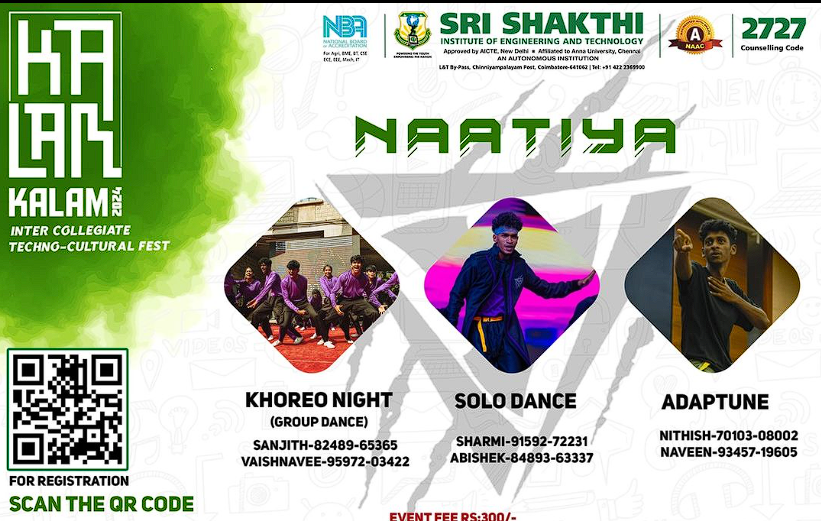 KALAM
KALAM 2024
INTER COLLEGIATE
TECHNO-CULTURAL FEST
NBA
NATIONAL BOARD
OF ACCREDITATION
For Agri, BME, BT, CSE
ECE, EEE, Mech, IT
SRI SHAKTHI
INSTITUTE OF ENGINEERING AND TECHNOLOGY
Approved by AICTE, New Delhi • Affiliated to Anna University, Chennai
AN AUTONOMOUS INSTITUTION
L&T By-Pass, Chinniyampalayam Post, Coimbatore-641062 | Tel: +91 422 2369900
A
NAAC
2727
Counselling Code
NAATIYA
KHOREO NIGHT
(GROUP DANCE)
SANJITH-82489-65365
VAISHNAVEE-95972-03422
SOLO DANCE
SHARMI-91592-72231
ABISHEK-84893-63337
ADAPTUNE
NITHISH-70103-08002
NAVEEN-93457-19605
FOR REGISTRATION
SCAN THE QR CODE
EVENT FEE RS:300/-